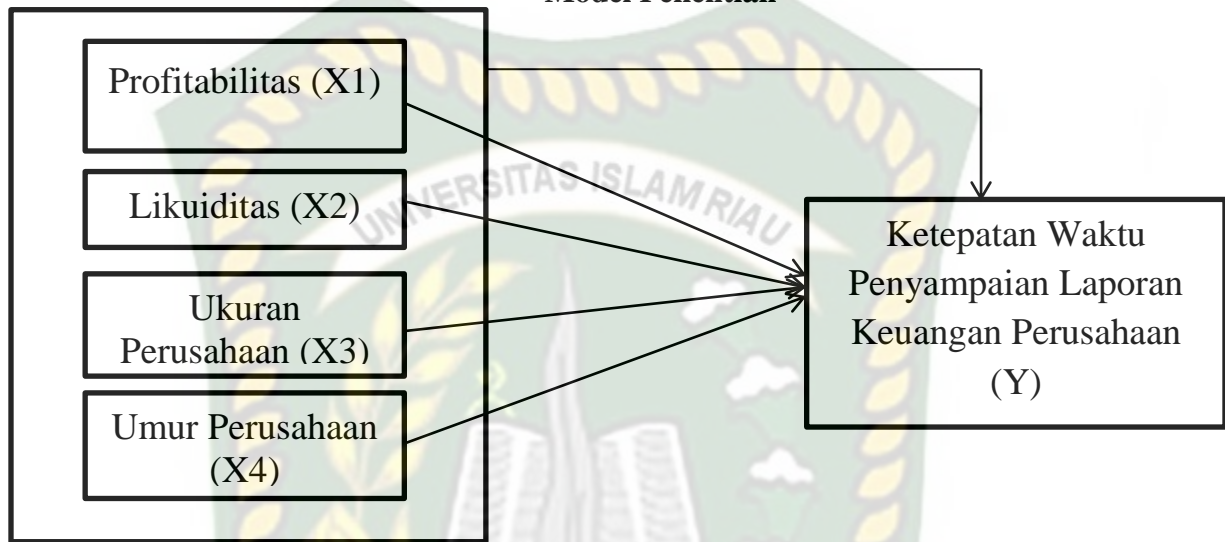 Model Penelitian
Profitabilitas (X1)
Likuiditas (X2)
Ukuran
Perusahaan (X3)
Umur Perusahaan
(X4)
UNIVERSITAS ISLAM RIAU
Ketepatan Waktu
Penyampaian Laporan
Keuangan Perusahaan
(Y)